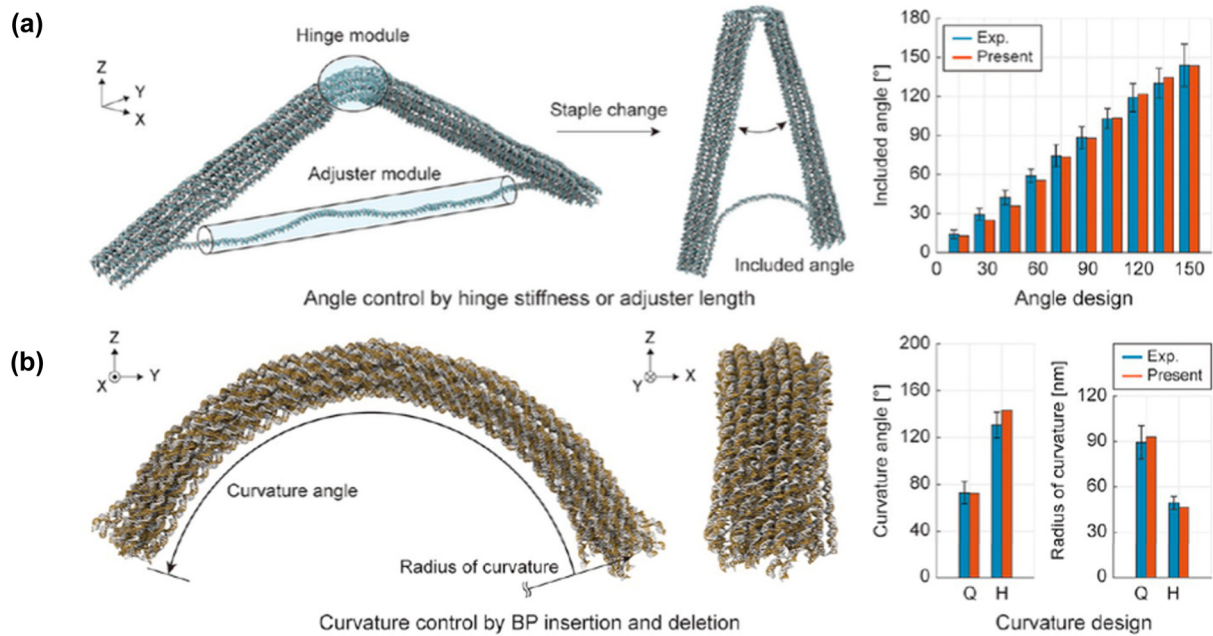 (a)
Hinge module
Z
Y
X
Staple change
Adjuster module
Included angle
Angle control by hinge stiffness or adjuster length
180
150
120
90
60
30
0
Included angle [°]
Exp.
Present
0 30 60 90 120 150
Angle design
(b)
Z
X Y
Curvature angle
Radius of curvature
Z
Y X
Curvature control by BP insertion and deletion
200
160
120
80
40
0
Curvature angle [°]
Q H
Exp.
Present
120
90
60
30
0
Radius of curvature [nm]
Q H
Curvature design